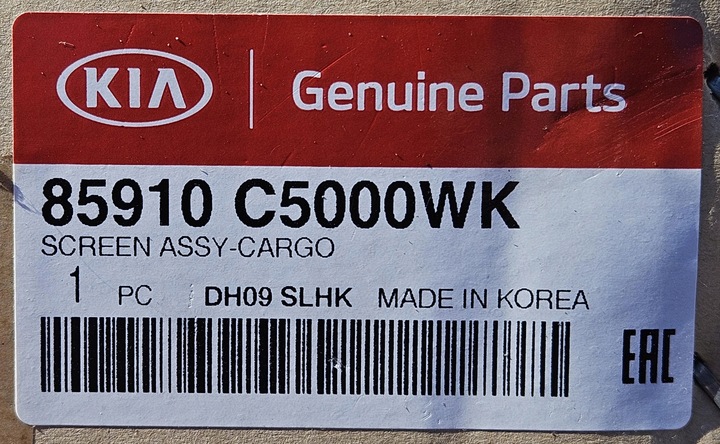 KIA Genuine Parts
85910 C5000WK
SCREEN ASSY-CARGO
1 PC DH09 SLHK MADE IN KOREA
EAC